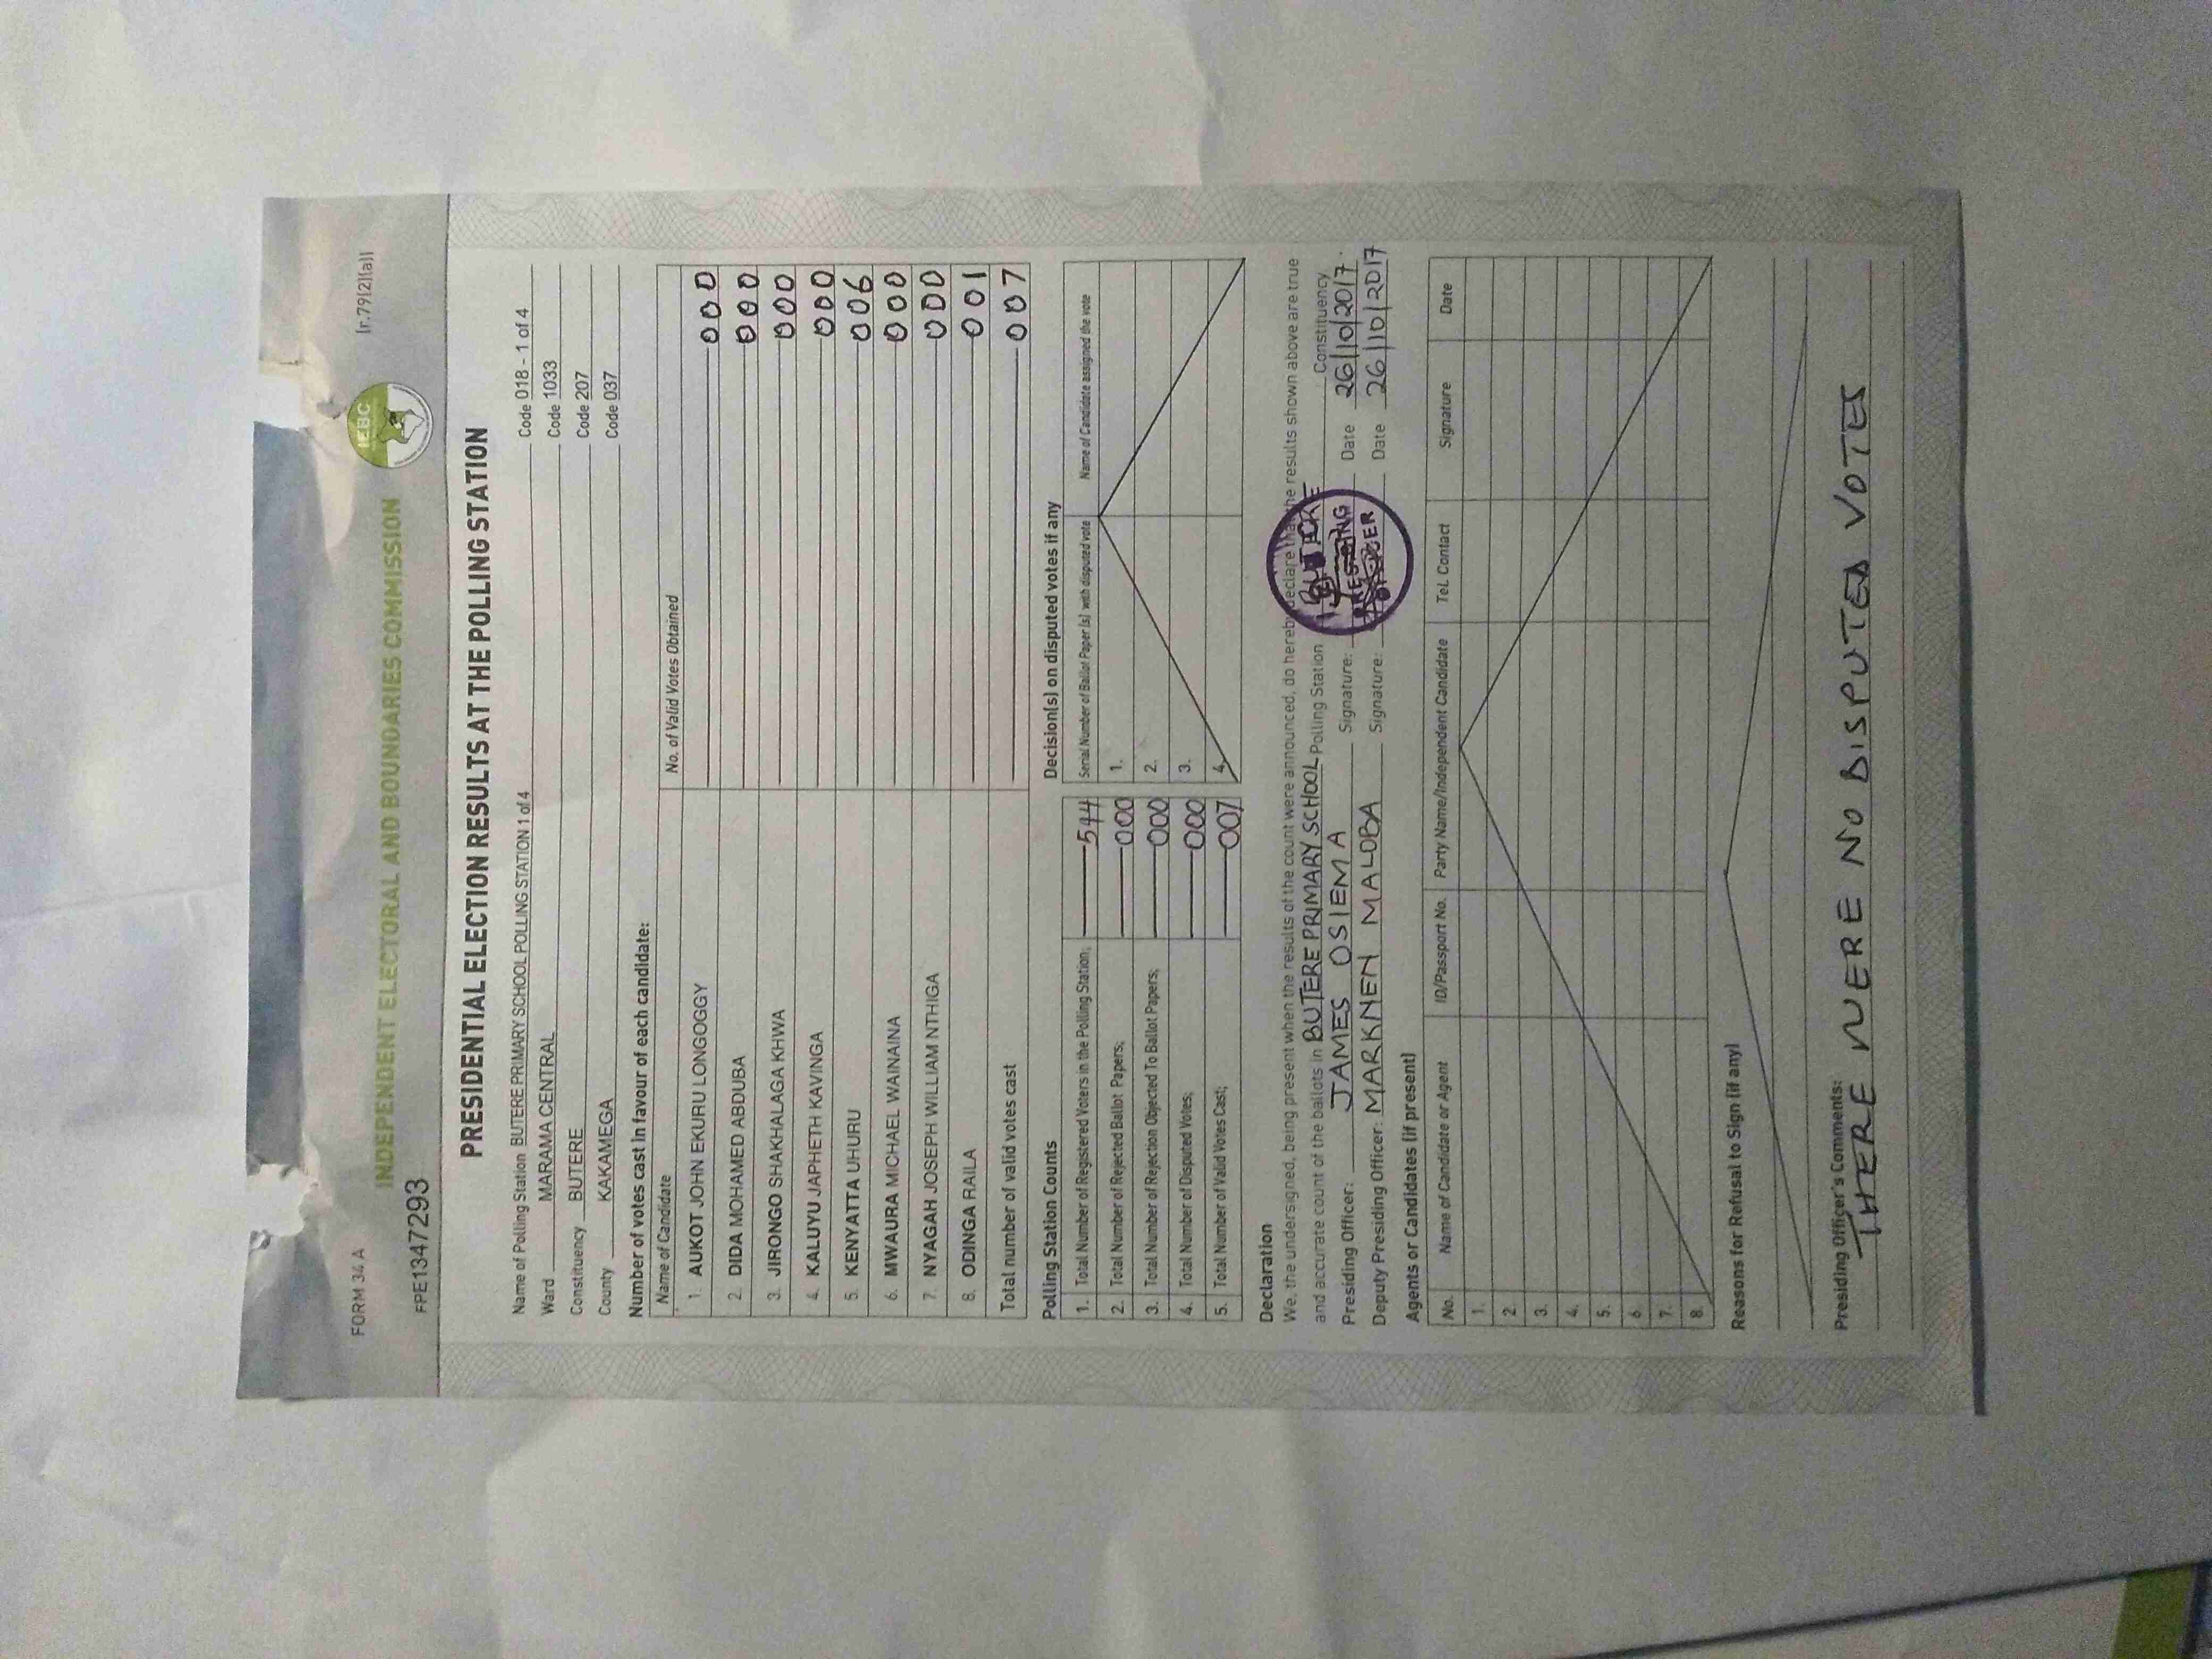 FORM 34 A
[r.79(2)(a)]
IEBC
INDEPENDENT ELECTORAL AND BOUNDARIES COMMISSION
FPE1347293
PRESIDENTIAL ELECTION RESULTS AT THE POLLING STATION
Name of Polling Station BUTERE PRIMARY SCHOOL POLLING STATION 1 of 4 Code 018 - 1 of 4
Ward MARAMA CENTRAL Code 1033
Constituency BUTERE Code 207
County KAKAMEGA Code 037
Number of votes cast in favour of each candidate:
Name of Candidate No. of Valid Votes Obtained
1. AUKOT JOHN EKURU LONGOGGY 000
2. DIDA MOHAMED ABDUBA 000
3. JIRONGO SHAKHALAGA KHWA 000
4. KALUYU JAPHETH KAVINGA 000
5. KENYATTA UHURU 006
6. MWAURA MICHAEL WAINAINA 000
7. NYAGAH JOSEPH WILLIAM NTHIGA 000
8. ODINGA RAILA 001
Total number of valid votes cast 007
Polling Station Counts
1. Total Number of Registered Voters in the Polling Station; 544
2. Total Number of Rejected Ballot Papers; 000
3. Total Number of Rejection Objected To Ballot Papers; 000
4. Total Number of Disputed Votes; 000
5. Total Number of Valid Votes Cast; 007
Decision(s) on disputed votes if any
Serial Number of Ballot Paper (s) with disputed vote Name of Candidate assigned the vote
1.
2.
3.
4.
Declaration
We, the undersigned, being present when the results of the count were announced, do hereby declare that the results shown above are true
and accurate count of the ballots in BUTERE PRIMARY SCHOOL Polling Station BUTERE Constituency
Presiding Officer: JAMES OSIEMA Signature: Date 26/10/2017.
Deputy Presiding Officer: MARKNEN MALOBA Signature: Date 26/10/2017
PRESIDING OFFICER
Agents or Candidates (if present)
No. Name of Candidate or Agent ID/Passport No. Party Name/Independent Candidate Tel. Contact Signature Date
1.
2.
3.
4.
5.
6.
7.
8.
Reasons for Refusal to Sign (if any)
Presiding Officer's Comments:
THERE WERE NO DISPUTED VOTES